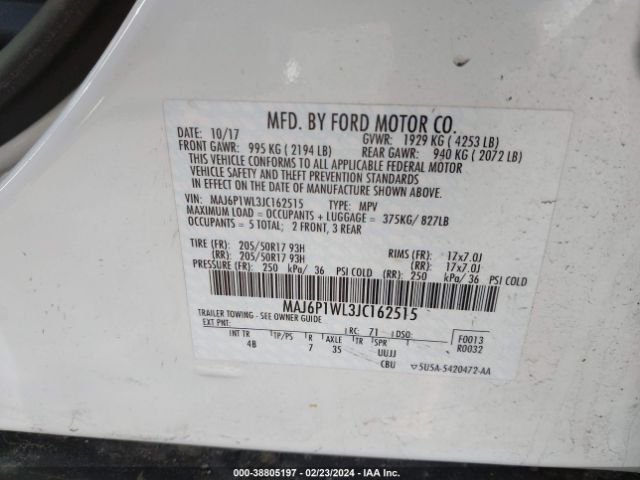 MFD. BY FORD MOTOR CO.
DATE: 10/17 GVWR: 1929 KG ( 4253 LB)
FRONT GAWR: 995 KG ( 2194 LB) REAR GAWR: 940 KG ( 2072 LB)
THIS VEHICLE CONFORMS TO ALL APPLICABLE FEDERAL MOTOR
VEHICLE SAFETY AND THEFT PREVENTION STANDARDS
IN EFFECT ON THE DATE OF MANUFACTURE SHOWN ABOVE.
VIN: MAJ6P1WL3JC162515 TYPE: MPV
MAXIMUM LOAD = OCCUPANTS + LUGGAGE = 375KG/ 827LB
OCCUPANTS = 5 TOTAL; 2 FRONT, 3 REAR
TIRE (FR): 205/50R17 93H RIMS (FR): 17x7.0J
(RR): 205/50R17 93H (RR): 17x7.0J
PRESSURE (FR): 250 kPa/ 36 PSI COLD (RR): 250 kPa/ 36 PSI COLD
MAJ6P1WL3JC162515
TRAILER TOWING - SEE OWNER GUIDE
EXT PNT: RC: 71 DSO: F0013
INT TR TP/PS R AXLE TR SPR R0032
4B 7 35 UUJJ
CBU 5U5A-5420472-AA
© - 38805197 - 02/23/2024 - IAA Inc.